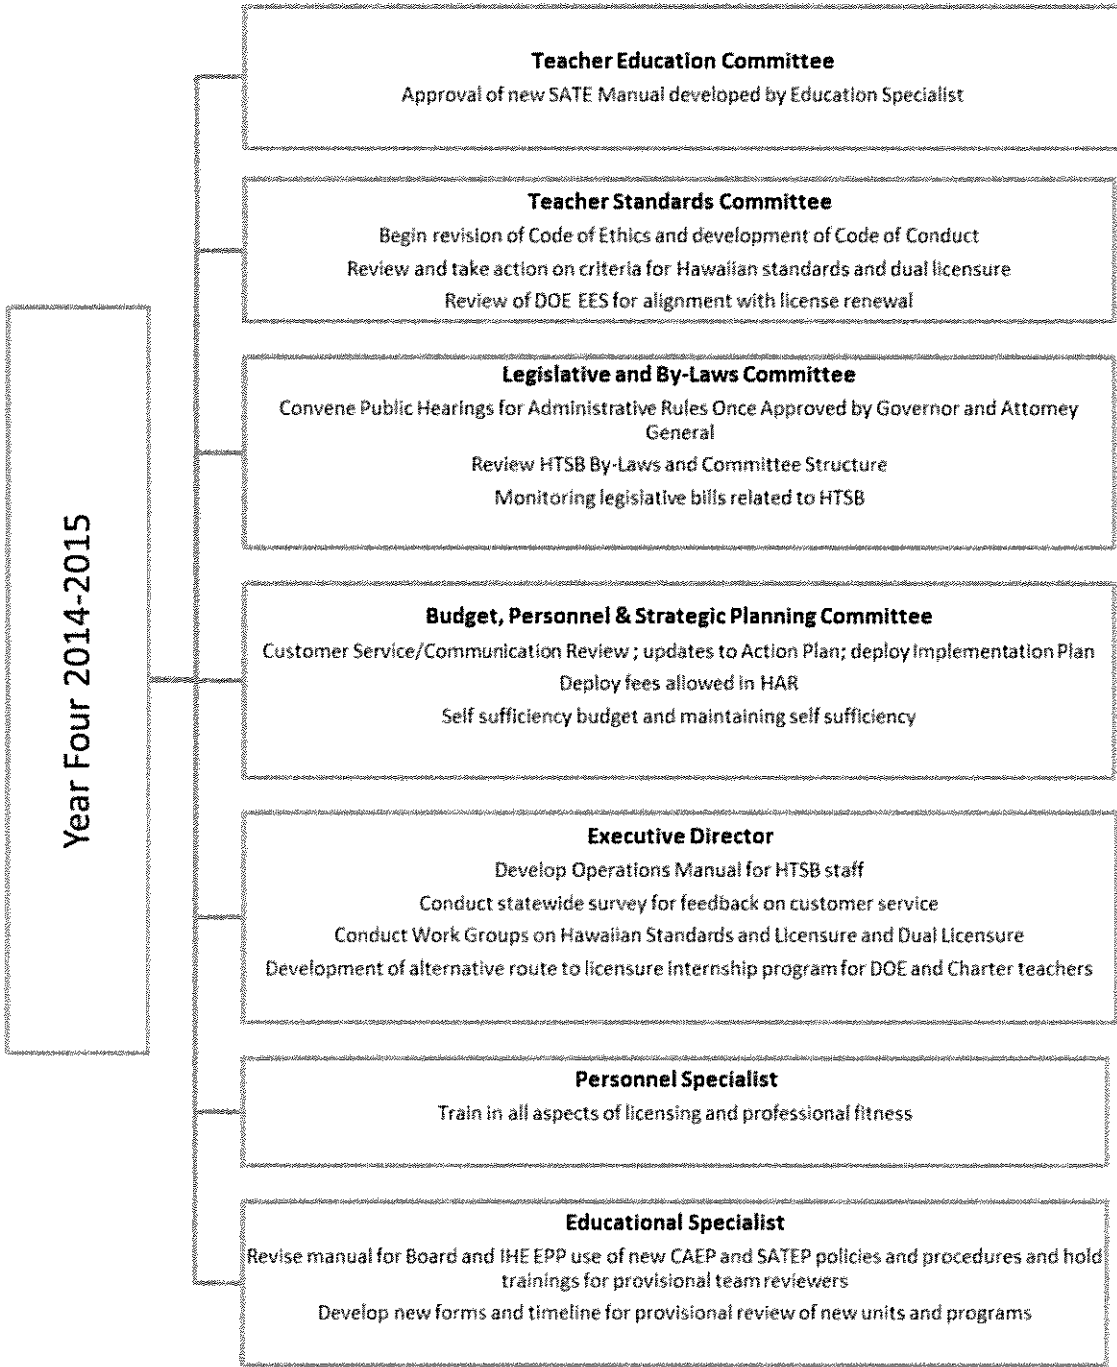 Year Four 2014-2015
Teacher Education Committee
Approval of new SATE Manual developed by Education Specialist
Teacher Standards Committee
Begin revision of Code of Ethics and development of Code of Conduct
Review and take action on criteria for Hawaiian standards and dual licensure
Review of DOE EES for alignment with license renewal
Legislative and By-Laws Committee
Convene Public Hearings for Administrative Rules Once Approved by Governor and Attorney
General
Review HTSB By-Laws and Committee Structure
Monitoring legislative bills related to HTSB
Budget, Personnel & Strategic Planning Committee
Customer Service/Communication Review ; updates to Action Plan; deploy Implementation Plan
Deploy fees allowed in HAR
Self sufficiency budget and maintaining self sufficiency
Executive Director
Develop Operations Manual for HTSB staff
Conduct statewide survey for feedback on customer service
Conduct Work Groups on Hawaiian Standards and Licensure and Dual Licensure
Development of alternative route to licensure internship program for DOE and Charter teachers
Personnel Specialist
Train in all aspects of licensing and professional fitness
Educational Specialist
Revise manual for Board and IHE EPP use of new CAEP and SATEP policies and procedures and hold
trainings for provisional team reviewers
Develop new forms and timeline for provisional review of new units and programs